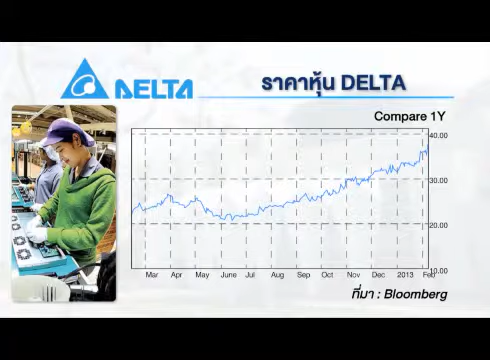 DELTA
ราคาหุ้น DELTA
Compare 1Y
40.00
30.00
20.00
10.00
Mar Apr May June Jul Aug Sep Oct Nov Dec 2013 Feb
ที่มา : Bloomberg